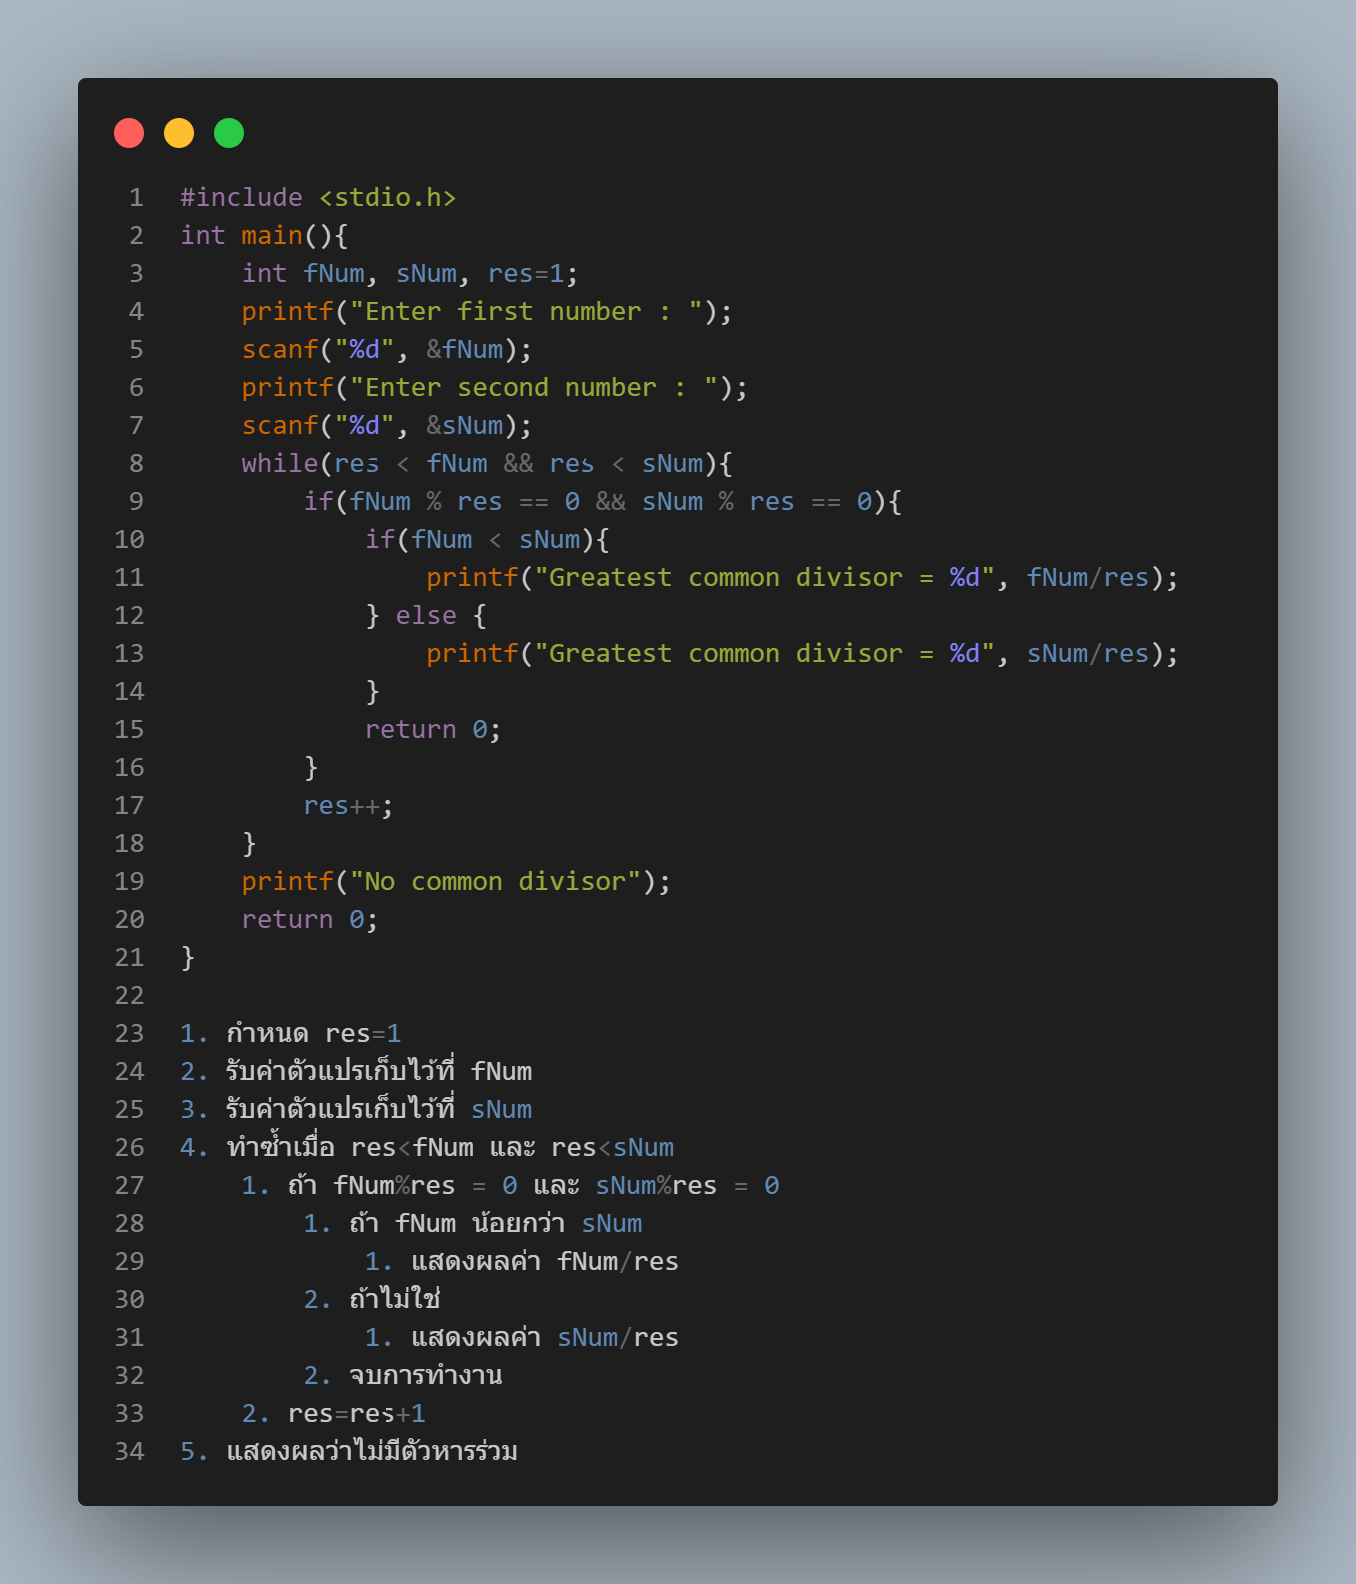 1 #include <stdio.h>
2 int main(){
3     int fNum, sNum, res=1;
4     printf("Enter first number : ");
5     scanf("%d", &fNum);
6     printf("Enter second number : ");
7     scanf("%d", &sNum);
8     while(res < fNum && res < sNum){
9         if(fNum % res == 0 && sNum % res == 0){
10             if(fNum < sNum){
11                 printf("Greatest common divisor = %d", fNum/res);
12             } else {
13                 printf("Greatest common divisor = %d", sNum/res);
14             }
15             return 0;
16         }
17         res++;
18     }
19     printf("No common divisor");
20     return 0;
21 }
22
23 1. กำหนด res=1
24 2. รับค่าตัวแปรเก็บไว้ที่ fNum
25 3. รับค่าตัวแปรเก็บไว้ที่ sNum
26 4. ทำซ้ำเมื่อ res<fNum และ res<sNum
27     1. ถ้า fNum%res = 0 และ sNum%res = 0
28         1. ถ้า fNum น้อยกว่า sNum
29             1. แสดงผลค่า fNum/res
30         2. ถ้าไม่ใช่
31             1. แสดงผลค่า sNum/res
32         2. จบการทำงาน
33     2. res=res+1
34 5. แสดงผลว่าไม่มีตัวหารร่วม